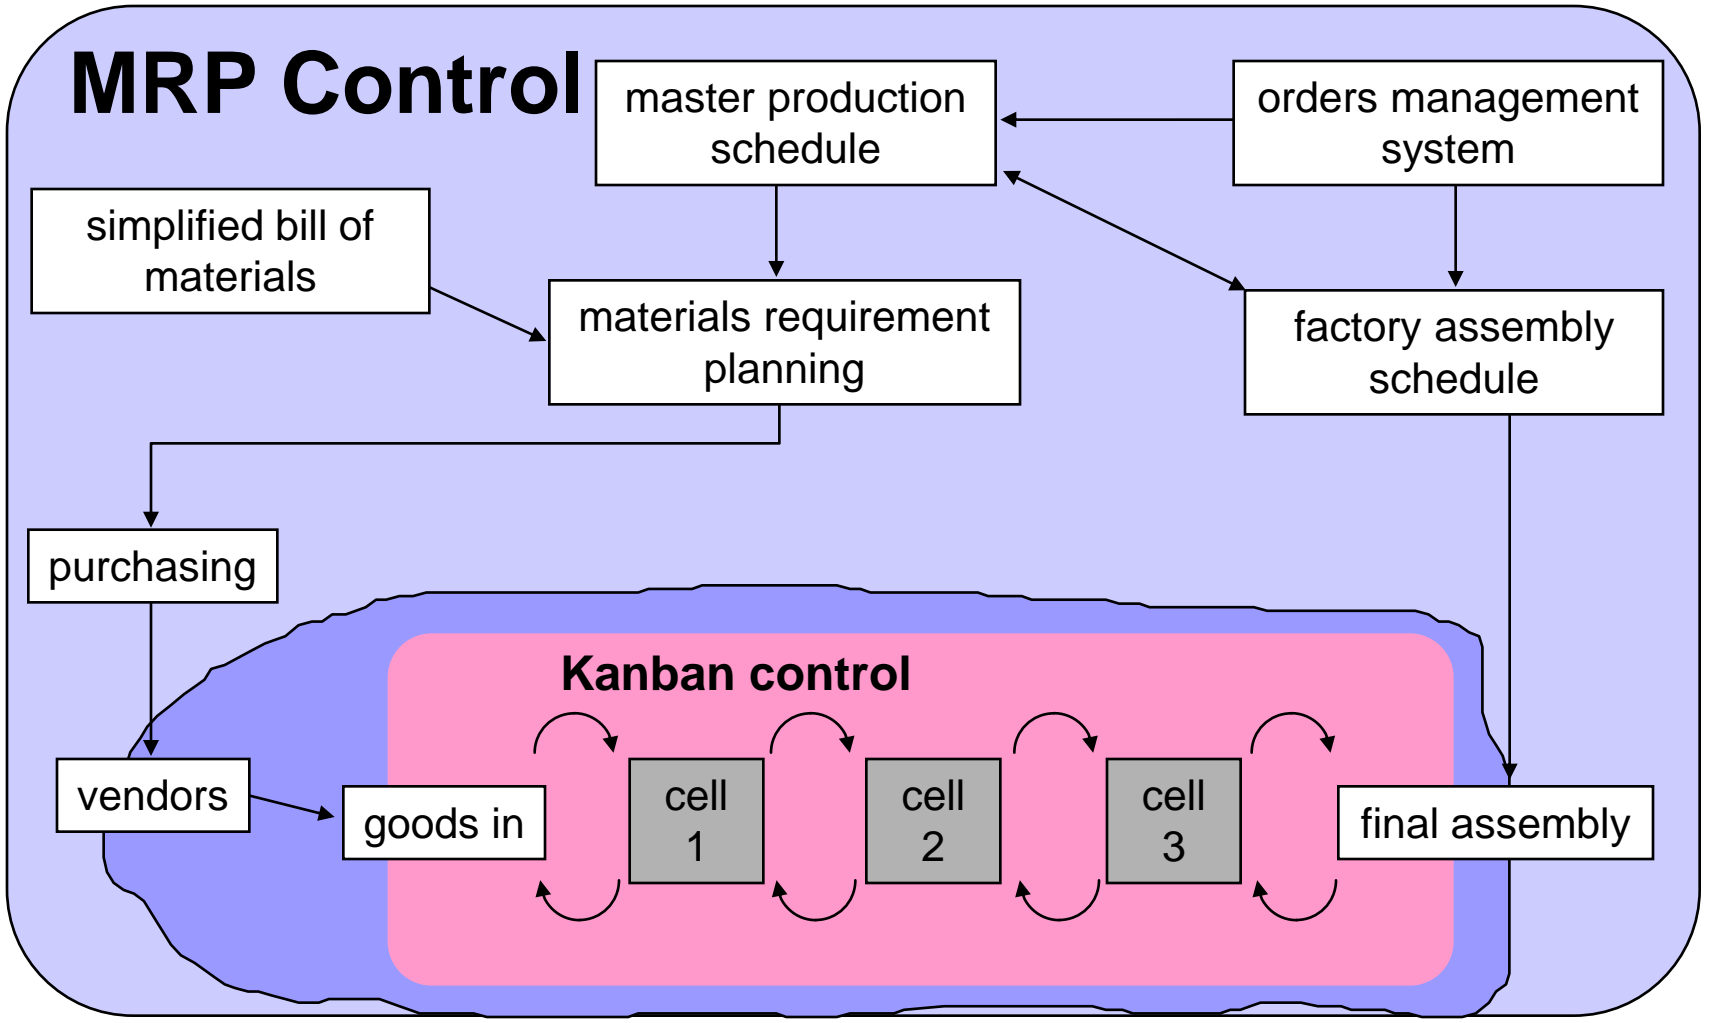 MRP Control
master production
schedule
orders management
system
simplified bill of
materials
materials requirement
planning
factory assembly
schedule
purchasing
Kanban control
vendors
goods in
cell
1
cell
2
cell
3
final assembly